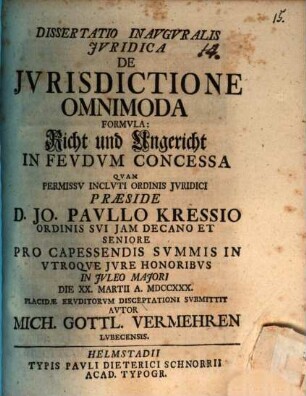 15.
DISSERTATIO INAVGVRALIS
JVRIDICA
14.
DE
JVRISDICTIONE
OMNIMODA
FORMVLA:
Richt und Ungericht
IN FEVDVM CONCESSA
QVAM
PERMISSV INCLVTI ORDINIS JVRIDICI
PRÆSIDE
D. JO. PAVLLO KRESSIO
ORDINIS SVI JAM DECANO ET
SENIORE
PRO CAPESSENDIS SVMMIS IN
VTROQVE JVRE HONORIBVS
IN JVLEO MAJORI
DIE XX. MARTII A. MDCCXXX.
PLACIDÆ ERVDITORVM DISCEPTATIONI SVBMITTIT
AVTOR
MICH. GOTTL. VERMEHREN
LVBECENSIS.
HELMSTADII
TYPIS PAVLI DIETERICI SCHNORRII
ACAD. TYPOGR.